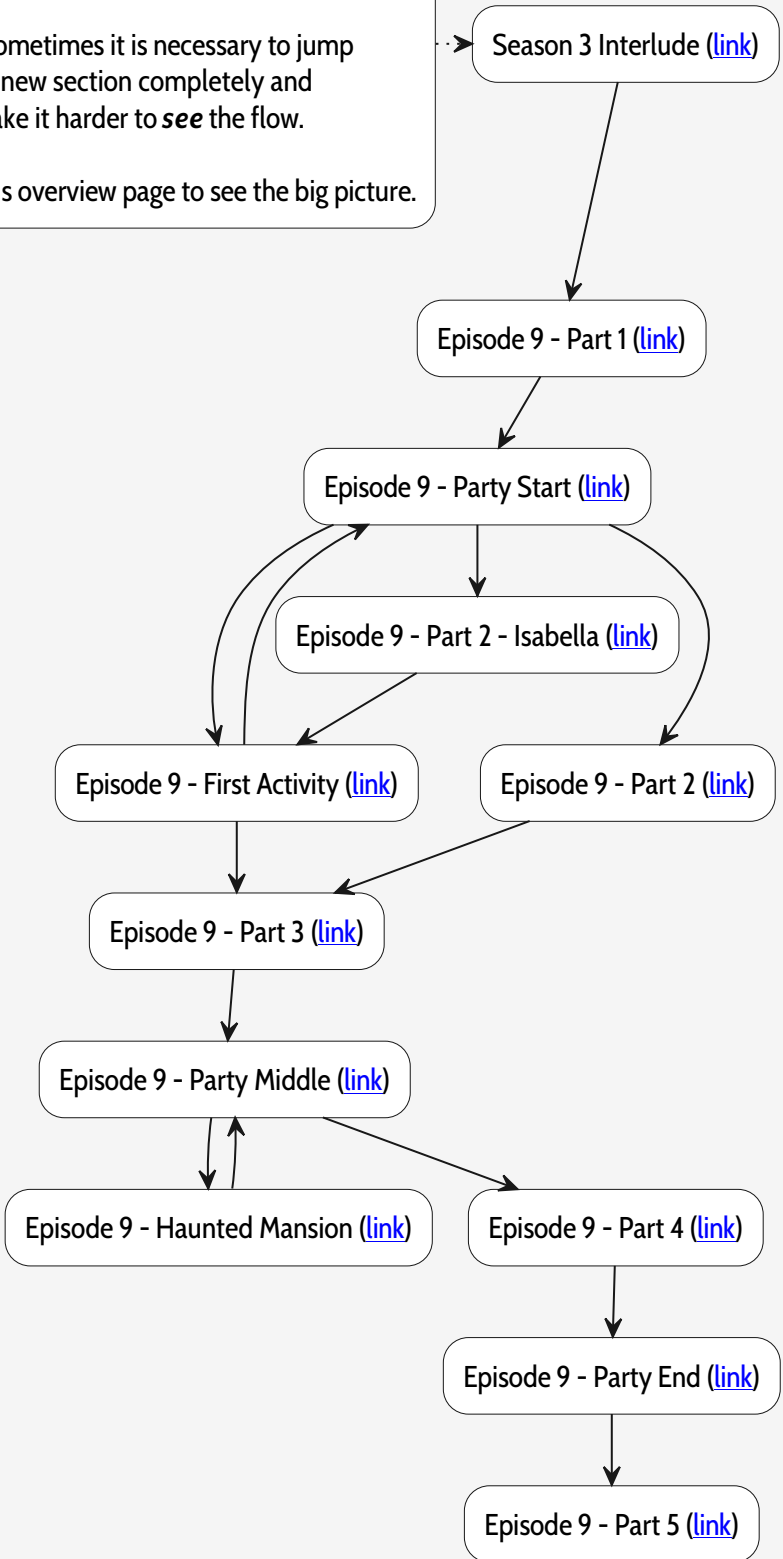 ometimes it is necessary to jump
new section completely and
ake it harder to see the flow.
s overview page to see the big picture.
Season 3 Interlude (link)
Episode 9 - Part 1 (link)
Episode 9 - Party Start (link)
Episode 9 - Part 2 - Isabella (link)
Episode 9 - First Activity (link)
Episode 9 - Part 2 (link)
Episode 9 - Part 3 (link)
Episode 9 - Party Middle (link)
Episode 9 - Haunted Mansion (link)
Episode 9 - Part 4 (link)
Episode 9 - Party End (link)
Episode 9 - Part 5 (link)